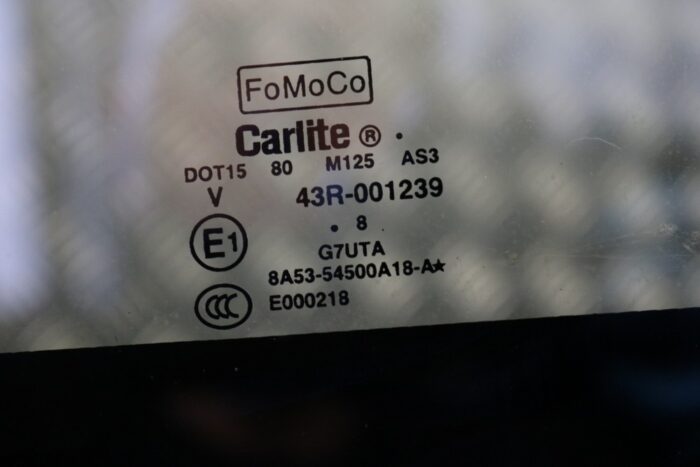 FoMoCo
Carlite ®
DOT15 80 M125 AS3
V 43R-001239
E1 8
G7UTA
8A53-54500A18-A★
CCC E000218